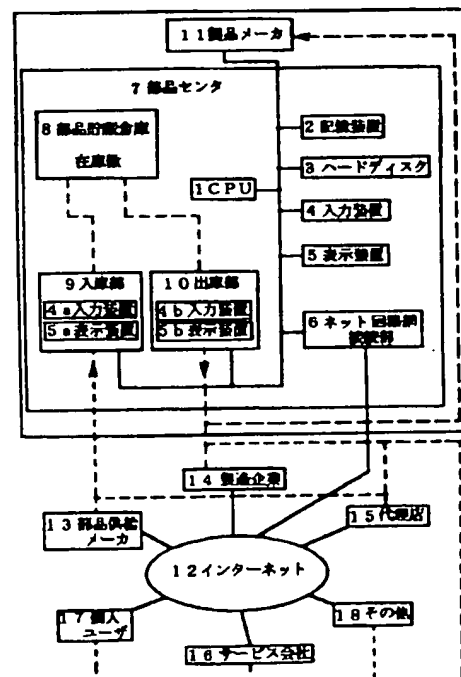 11製品メーカ
7部品センタ
8部品貯蔵倉庫
在庫数
2記憶装置
3ハードディスク
1CPU
4入力装置
5表示装置
9入庫部
4a入力装置
5a表示装置
10出庫部
4b入力装置
5b表示装置
6ネット回路網
接続部
14製造企業
13部品供給
メーカ
15代理店
12インターネット
17個人
ユーザ
18その他
16サービス会社